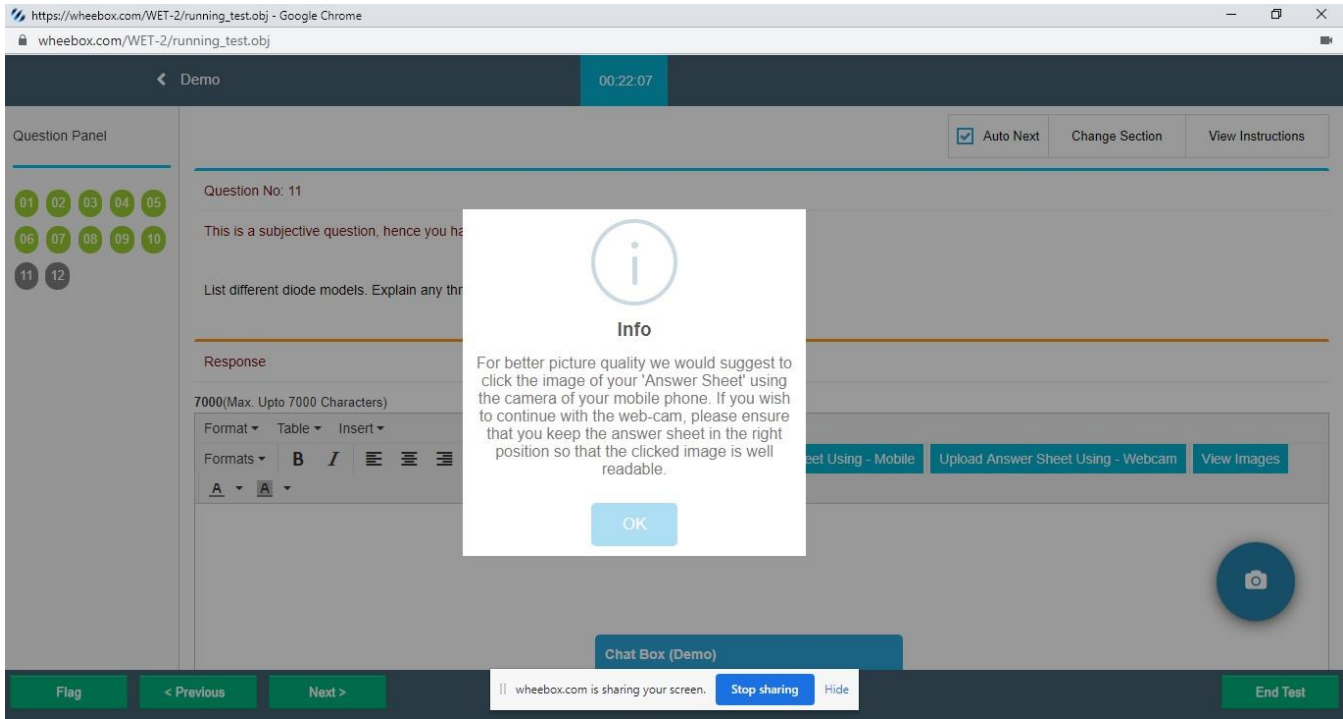 https://wheebox.com/WET-2/running_test.obj - Google Chrome
wheebox.com/WET-2/running_test.obj
Demo
00:22:07
Question Panel
Auto Next
Change Section
View Instructions
01 02 03 04 05
06 07 08 09 10
11 12
Question No: 11
This is a subjective question, hence you
List different diode models. Explain any
Info
For better picture quality we would suggest to
click the image of your 'Answer Sheet' using
the camera of your mobile phone. If you wish
to continue with the web-cam, please ensure
that you keep the answer sheet in the right
position so that the clicked image is well
readable.
OK
Response
7000(Max. Upto 7000 Characters)
Format Table Insert
Formats B I
Using - Mobile
Upload Answer Sheet Using - Webcam
View Images
A A
Chat Box (Demo)
Flag
< Previous
Next >
wheebox.com is sharing your screen.
Stop sharing
Hide
End Test